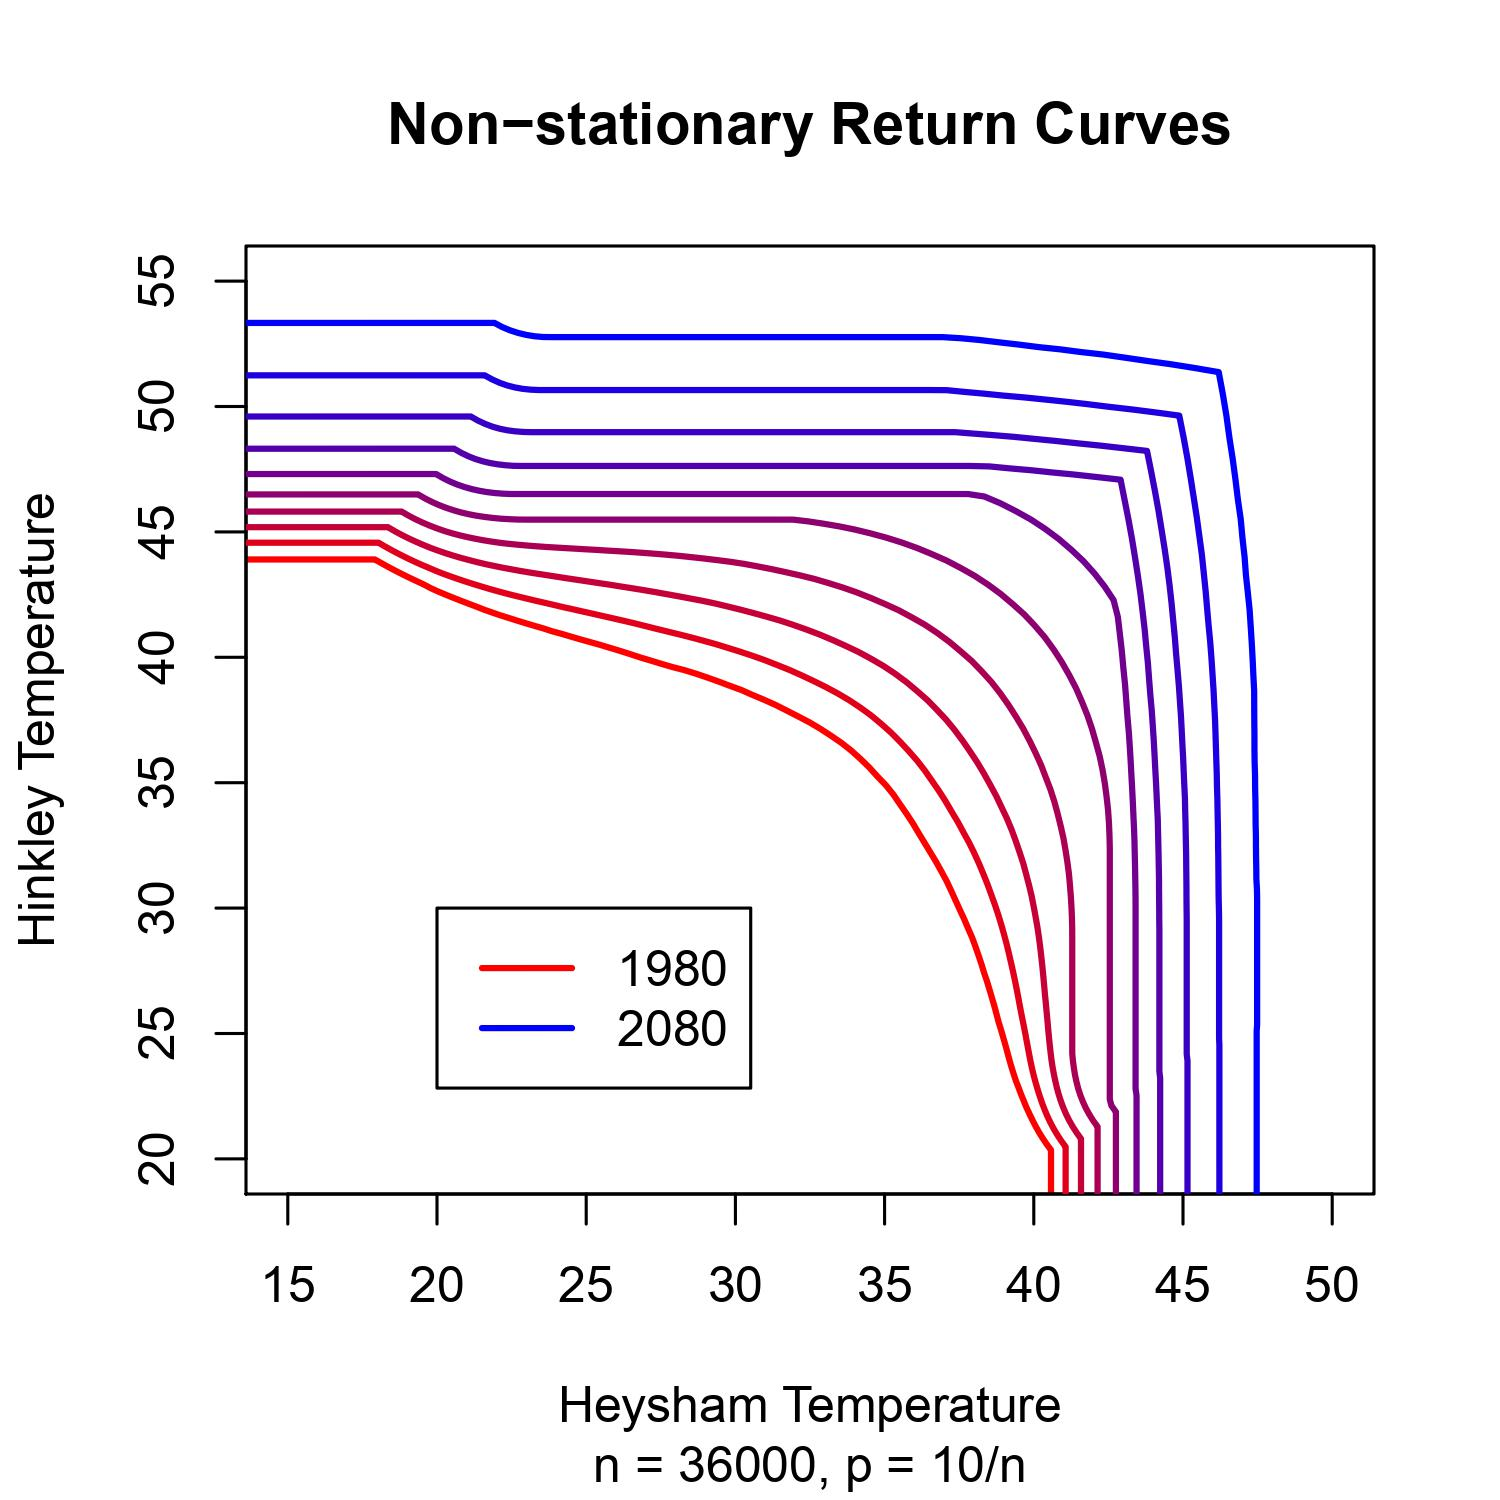 Non−stationary Return Curves
Hinkley Temperature
55
50
45
40
35
30
25
20
1980
2080
15 20 25 30 35 40 45 50
Heysham Temperature
n = 36000, p = 10/n